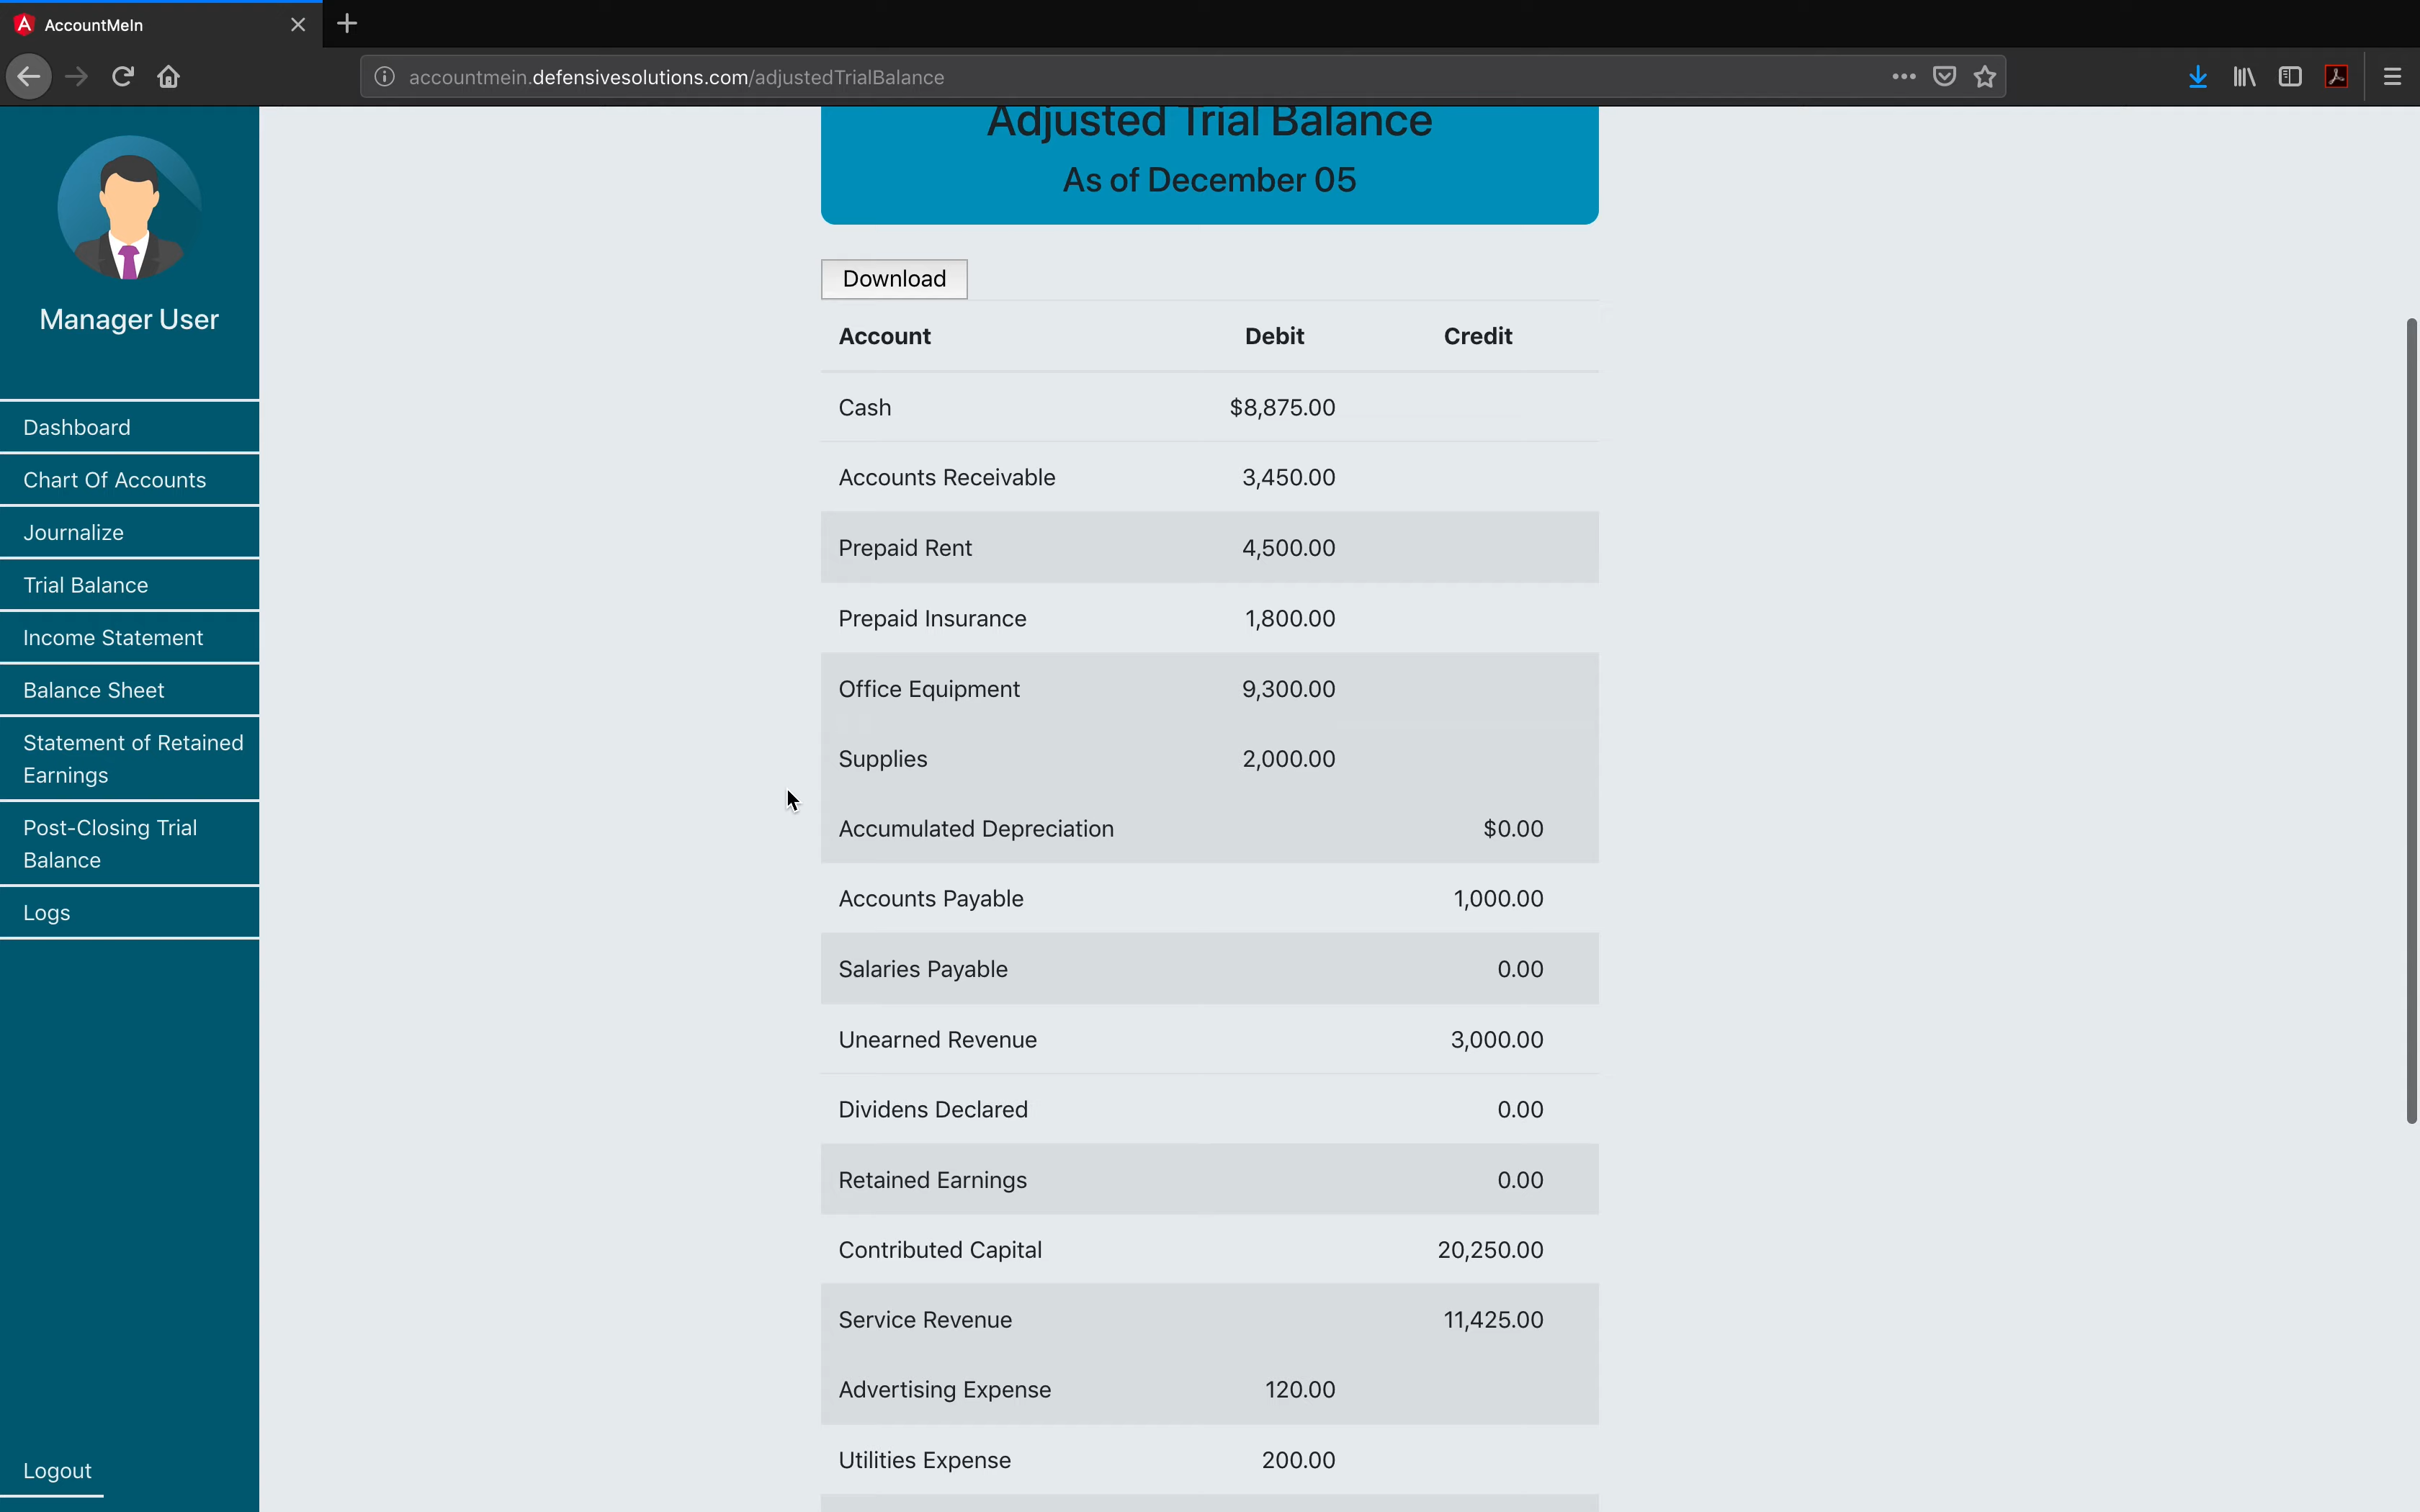 AccountMeIn
accountmein.defensivesolutions.com/adjustedTrialBalance
Manager User
Dashboard
Chart Of Accounts
Journalize
Trial Balance
Income Statement
Balance Sheet
Statement of Retained
Earnings
Post-Closing Trial
Balance
Logs
Logout
Adjusted Trial Balance
As of December 05
Download
Account Debit Credit
Cash $8,875.00
Accounts Receivable 3,450.00
Prepaid Rent 4,500.00
Prepaid Insurance 1,800.00
Office Equipment 9,300.00
Supplies 2,000.00
Accumulated Depreciation $0.00
Accounts Payable 1,000.00
Salaries Payable 0.00
Unearned Revenue 3,000.00
Dividens Declared 0.00
Retained Earnings 0.00
Contributed Capital 20,250.00
Service Revenue 11,425.00
Advertising Expense 120.00
Utilities Expense 200.00